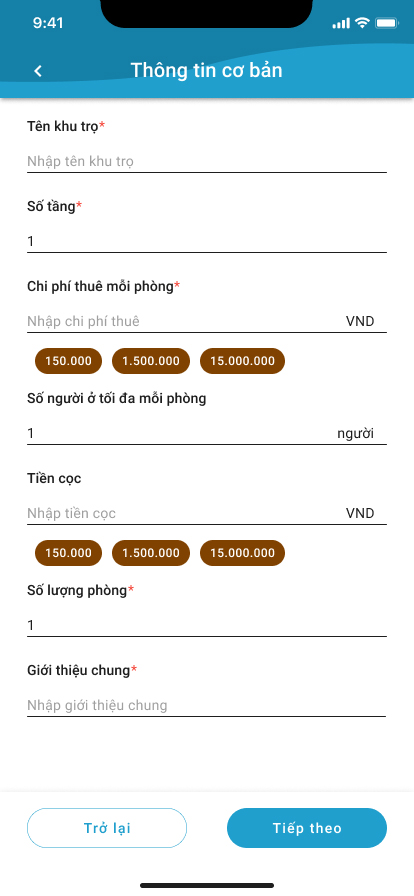 9:41
Thông tin cơ bản
Tên khu trọ*
Nhập tên khu trọ
Số tầng*
1
Chi phí thuê mỗi phòng*
Nhập chi phí thuê VND
150.000 1.500.000 15.000.000
Số người ở tối đa mỗi phòng
1 người
Tiền cọc
Nhập tiền cọc VND
150.000 1.500.000 15.000.000
Số lượng phòng*
1
Giới thiệu chung*
Nhập giới thiệu chung
Trở lại Tiếp theo